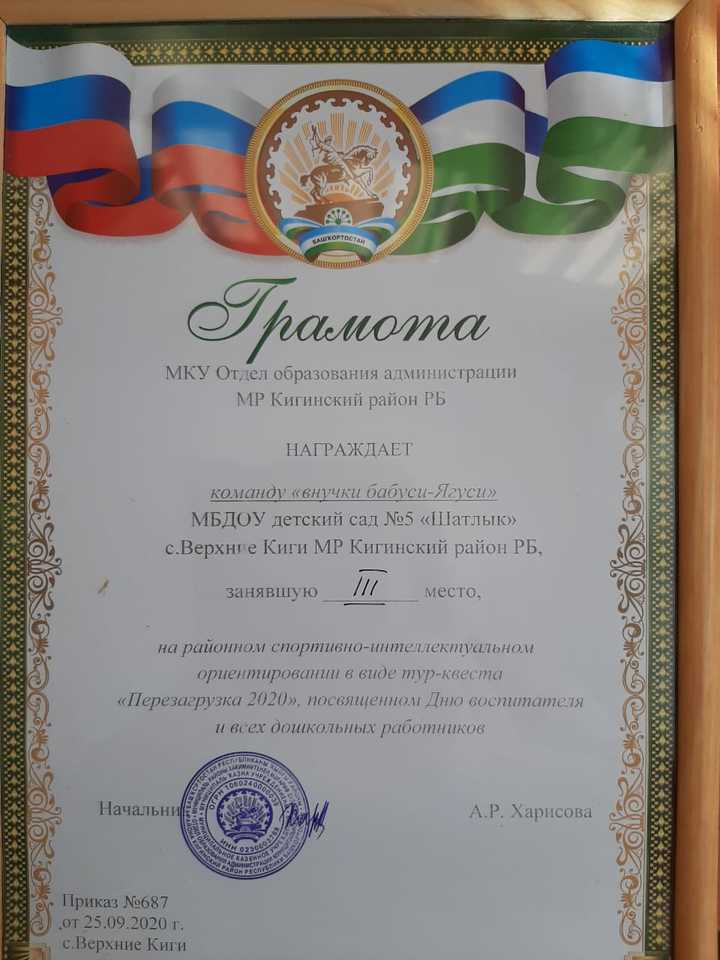 БАШҠОРТОСТАН
Грамота
МКУ Отдел образования администрации
МР Кигинский район РБ
НАГРАЖДАЕТ
команду «внучки бабуси-Ягуси»
МБДОУ детский сад №5 «Шатлык»
с.Верхние Киги МР Кигинский район РБ,
занявшую III место,
на районном спортивно-интеллектуальном
ориентировании в виде тур-квеста
«Перезагрузка 2020», посвященном Дню воспитателя
и всех дошкольных работников
Начальни
А.Р. Харисова
Приказ №687
от 25.09.2020 г.
с.Верхние Киги